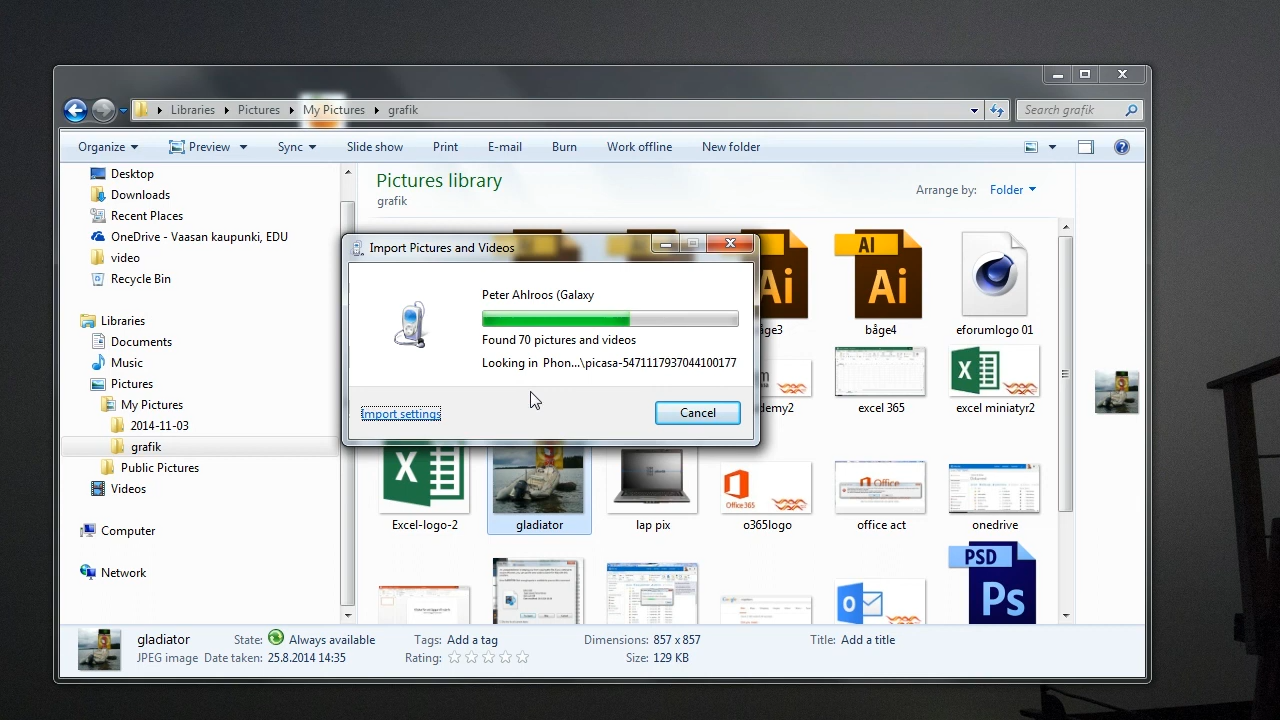 Libraries Pictures My Pictures grafik
Search grafik
Organize Preview Sync Slide show Print E-mail Burn Work offline New folder
Desktop
Downloads
Recent Places
OneDrive - Vaasan kaupunki, EDU
video
Recycle Bin
Libraries
Documents
Music
Pictures
My Pictures
2014-11-03
grafik
Public Pictures
Videos
Computer
Network
Pictures library
grafik
Arrange by: Folder
AI
Ai Ai
båge4 eforumlogo 01
excel 365 excel miniatyr2
Import Pictures and Videos
Peter Ahlroos (Galaxy
Found 70 pictures and videos
Looking in Phon...\picasa-5471117937044100177
Import settings
Cancel
Office 365
Office
Excel-logo-2 gladiator lap pix o365logo office act onedrive
PSD
Ps
gladiator State: Always available Tags: Add a tag Dimensions: 857 x 857 Title: Add a title
JPEG image Date taken: 25.8.2014 14:35 Rating: Size: 129 KB